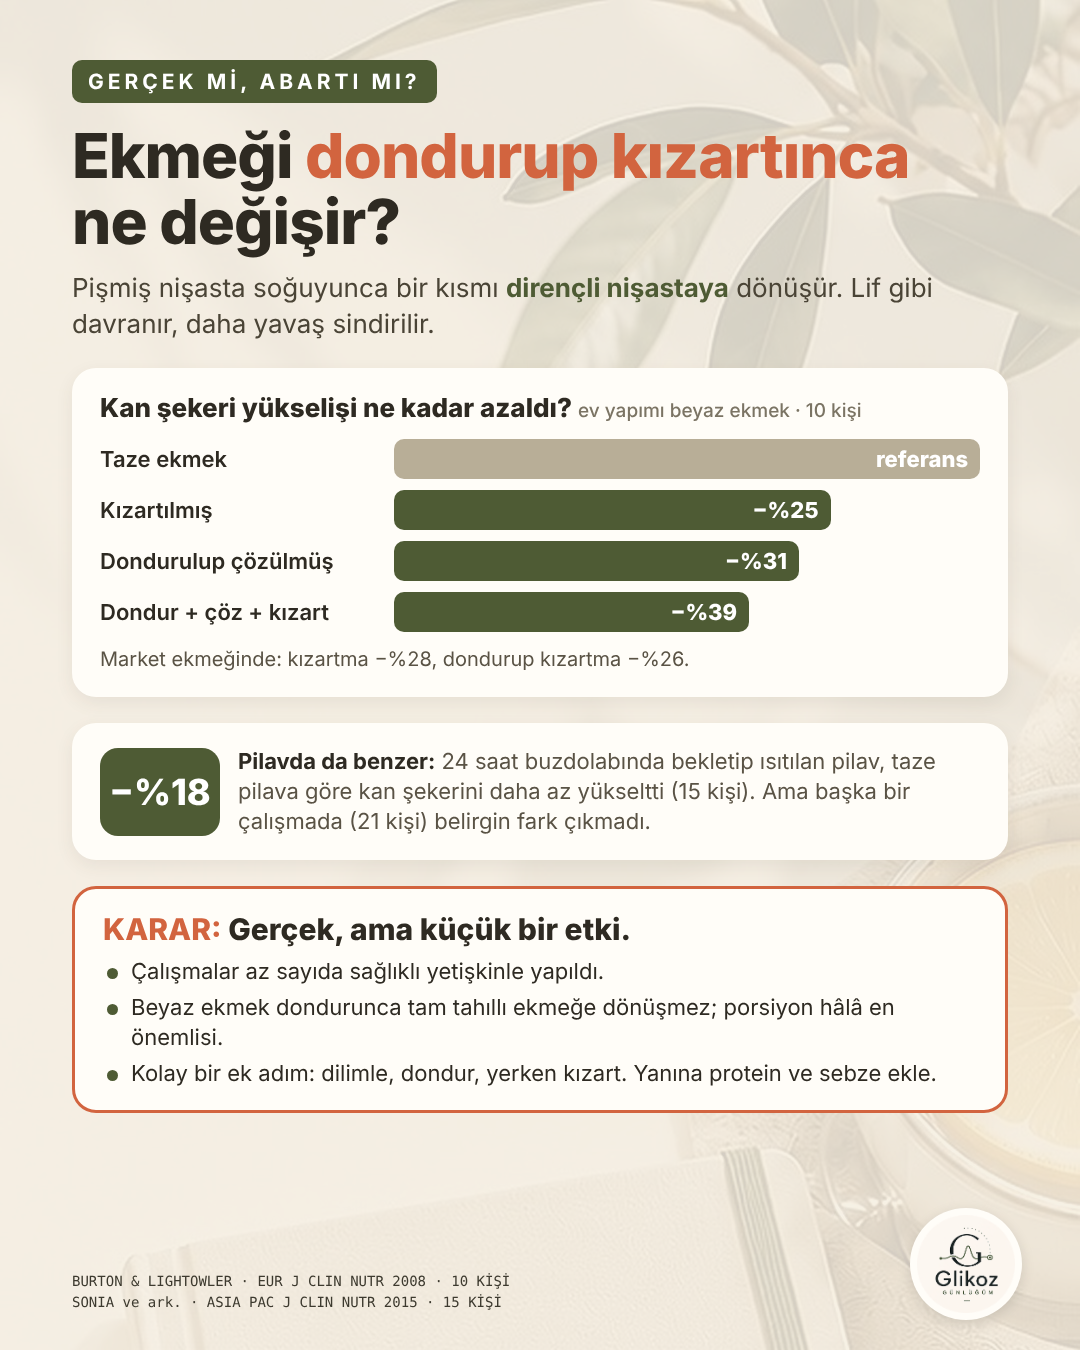 GERÇEK Mİ, ABARTI MI?
Ekmeği dondurup kızartınca
ne değişir?
Pişmiş nişasta soğuyunca bir kısmı dirençli nişastaya dönüşür. Lif gibi
davranır, daha yavaş sindirilir.
Kan şekeri yükselişi ne kadar azaldı? ev yapımı beyaz ekmek · 10 kişi
Taze ekmek referans
Kızartılmış −%25
Dondurulup çözülmüş −%31
Dondur + çöz + kızart −%39
Market ekmeğinde: kızartma −%28, dondurup kızartma −%26.
−%18
Pilavda da benzer: 24 saat buzdolabında bekletip ısıtılan pilav, taze
pilava göre kan şekerini daha az yükseltti (15 kişi). Ama başka bir
çalışmada (21 kişi) belirgin fark çıkmadı.
KARAR: Gerçek, ama küçük bir etki.
● Çalışmalar az sayıda sağlıklı yetişkinle yapıldı.
● Beyaz ekmek dondurunca tam tahıllı ekmeğe dönüşmez; porsiyon hâlâ en
önemlisi.
● Kolay bir ek adım: dilimle, dondur, yerken kızart. Yanına protein ve sebze ekle.
BURTON & LIGHTOWLER · EUR J CLIN NUTR 2008 · 10 KİŞİ
SONIA ve ark. · ASIA PAC J CLIN NUTR 2015 · 15 KİŞİ
G
Glikoz
GÜNLÜĞÜM